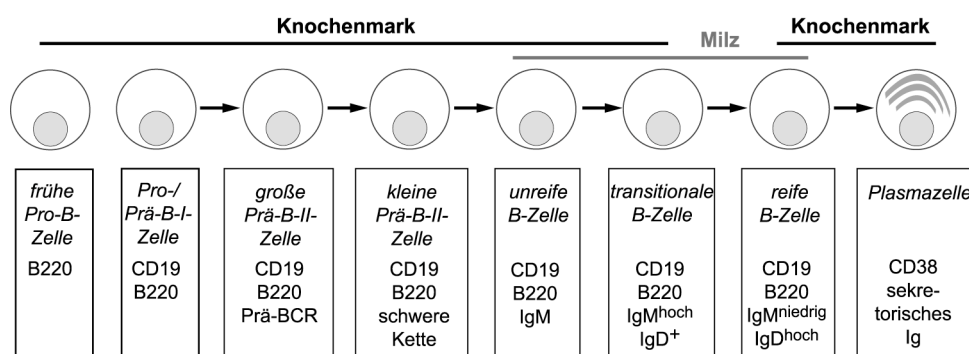 Knochenmark
Knochenmark
Milz
frühe
Pro-B-
Zelle
B220
Pro-/
Prä-B-I-
Zelle
CD19
B220
große
Prä-B-II-
Zelle
CD19
B220
Prä-BCR
kleine
Prä-B-II-
Zelle
CD19
B220
schwere
Kette
unreife
B-Zelle
CD19
B220
IgM
transitionale
B-Zelle
CD19
B220
IgMhoch
IgD+
reife
B-Zelle
CD19
B220
IgMniedrig
IgDhoch
Plasmazelle
CD38
sekre-
torisches
Ig